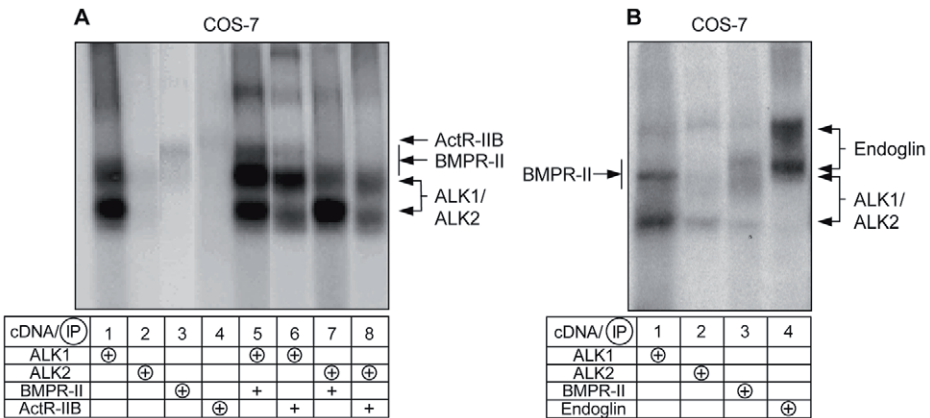 A
COS-7
ActR-IIB
BMPR-II
ALK1/
ALK2
cDNA/ IP 1 2 3 4 5 6 7 8
ALK1 ⊕ ⊕ ⊕
ALK2 ⊕ ⊕ ⊕
BMPR-II ⊕ + +
ActR-IIB ⊕ + +
B
COS-7
BMPR-II
Endoglin
ALK1/
ALK2
cDNA/ IP 1 2 3 4
ALK1 ⊕
ALK2 ⊕
BMPR-II ⊕
Endoglin ⊕